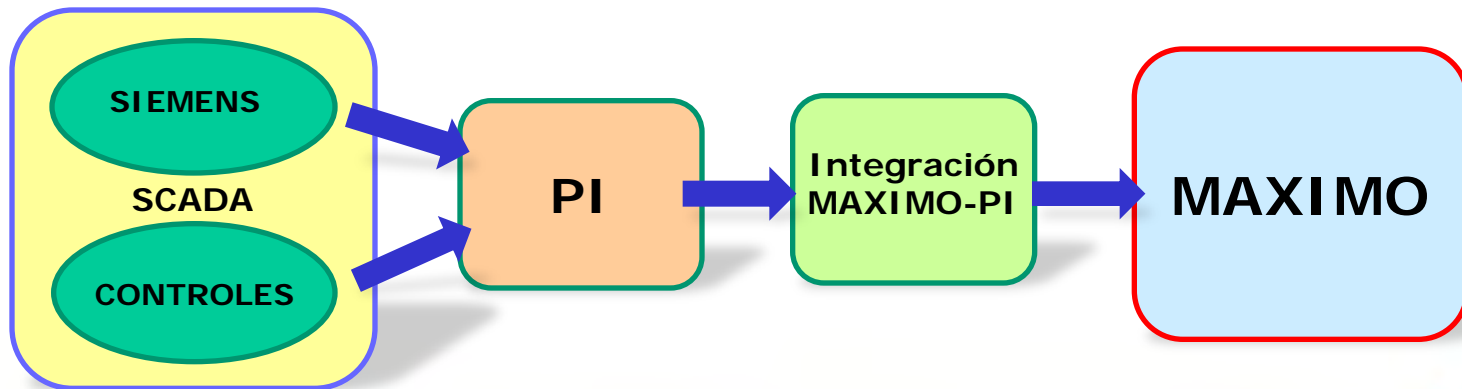 SIEMENS
SCADA
CONTROLES
PI
Integración
MAXIMO-PI
MAXIMO